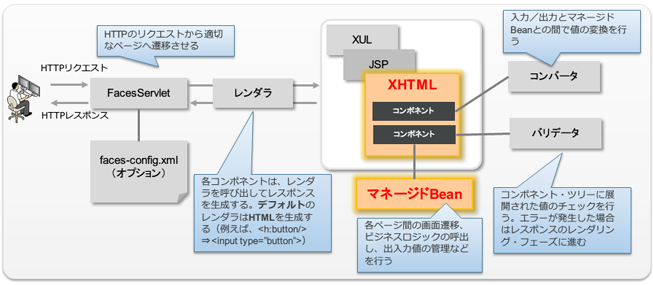 HTTPのリクエストから適切
なページへ遷移させる
HTTPリクエスト
HTTPレスポンス
FacesServlet
レンダラ
faces-config.xml
（オプション）
各コンポーネントは、レンダ
ラを呼び出してレスポンス
を生成する。デフォルトの
レンダラはHTMLを生成す
る（例えば、<h:button/>
⇒<input type="button">）
XUL
JSP
XHTML
コンポーネント
コンポーネント
マネージドBean
各ページ間の画面遷移、
ビジネスロジックの呼出
し、出入力値の管理などを
行う
入力／出力とマネージド
Beanとの間で値の変換を行
う
コンバータ
バリデータ
コンポーネント・ツリーに展
開された値のチェックを行
う。エラーが発生した場合
はレスポンスのレンダリン
グ・フェーズに進む